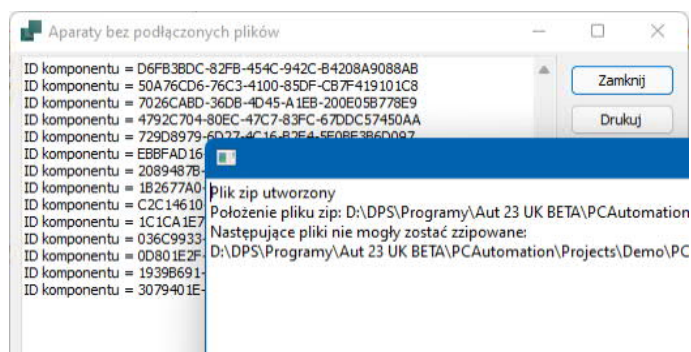 Aparaty bez podłączonych plików
ID komponentu = D6FB3BDC-82FB-454C-942C-B4208A9088AB
ID komponentu = 50A76CD6-76C3-4100-85DF-CB7F419101C8
ID komponentu = 7026CABD-36DB-4D45-A1EB-200E05B778E9
ID komponentu = 4792C704-80EC-47C7-83FC-67DDC57450AA
ID komponentu = 729D8979-6D27-4C16-B2E4-5E0BE3B6D097
ID komponentu = EBBFAD16-
ID komponentu = 2089487B-
ID komponentu = 1B2677A0-
ID komponentu = C2C14610
ID komponentu = 1C1CA1E7
ID komponentu = 036C9933-
ID komponentu = 0D801E2F-
ID komponentu = 1939B691-
ID komponentu = 3079401E-
Zamknij
Drukuj
Plik zip utworzony
Położenie pliku zip: D:\DPS\Programy\Aut 23 UK BETA\PCAutomation
Następujące pliki nie mogły zostać zzipowane:
D:\DPS\Programy\Aut 23 UK BETA\PCAutomation\Projects\Demo\PC